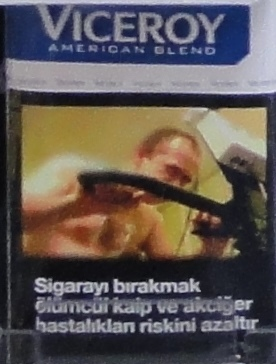 VICEROY
AMERICAN BLEND
Sigarayı bırakmak
ölümcül kalp ve akciğer
hastalıkları riskini azaltır